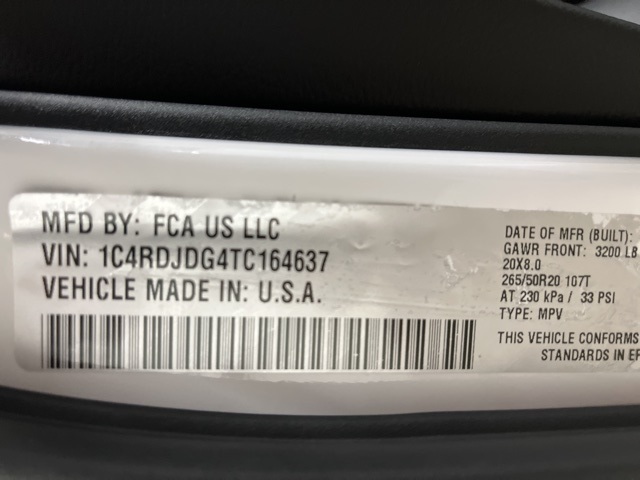 MFD BY: FCA US LLC
VIN: 1C4RDJDG4TC164637
VEHICLE MADE IN: U.S.A.
DATE OF MFR (BUILT):
GAWR FRONT: 3200 LB
20X8.0
265/50R20 107T
AT 230 kPa / 33 PSI
TYPE: MPV
THIS VEHICLE CONFORMS
STANDARDS IN EF